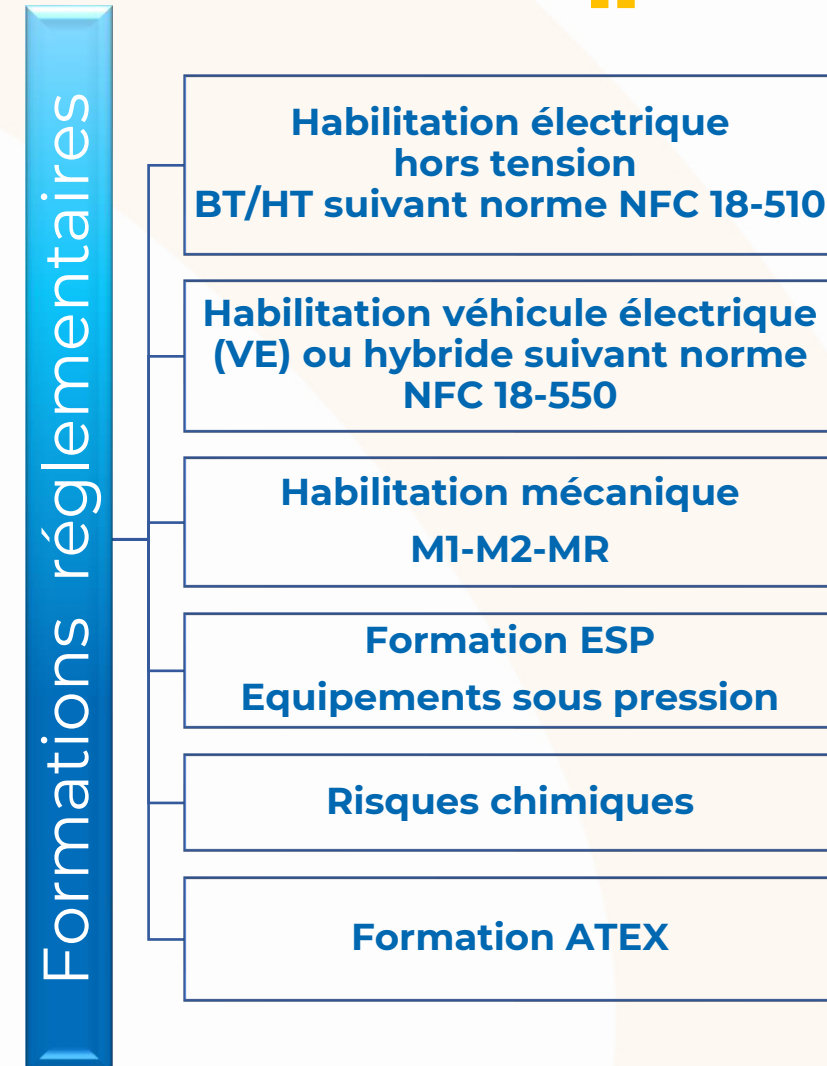 Formations réglementaires
Habilitation électrique
hors tension
BT/HT suivant norme NFC 18-510
Habilitation véhicule électrique
(VE) ou hybride suivant norme
NFC 18-550
Habilitation mécanique
M1-M2-MR
Formation ESP
Equipements sous pression
Risques chimiques
Formation ATEX